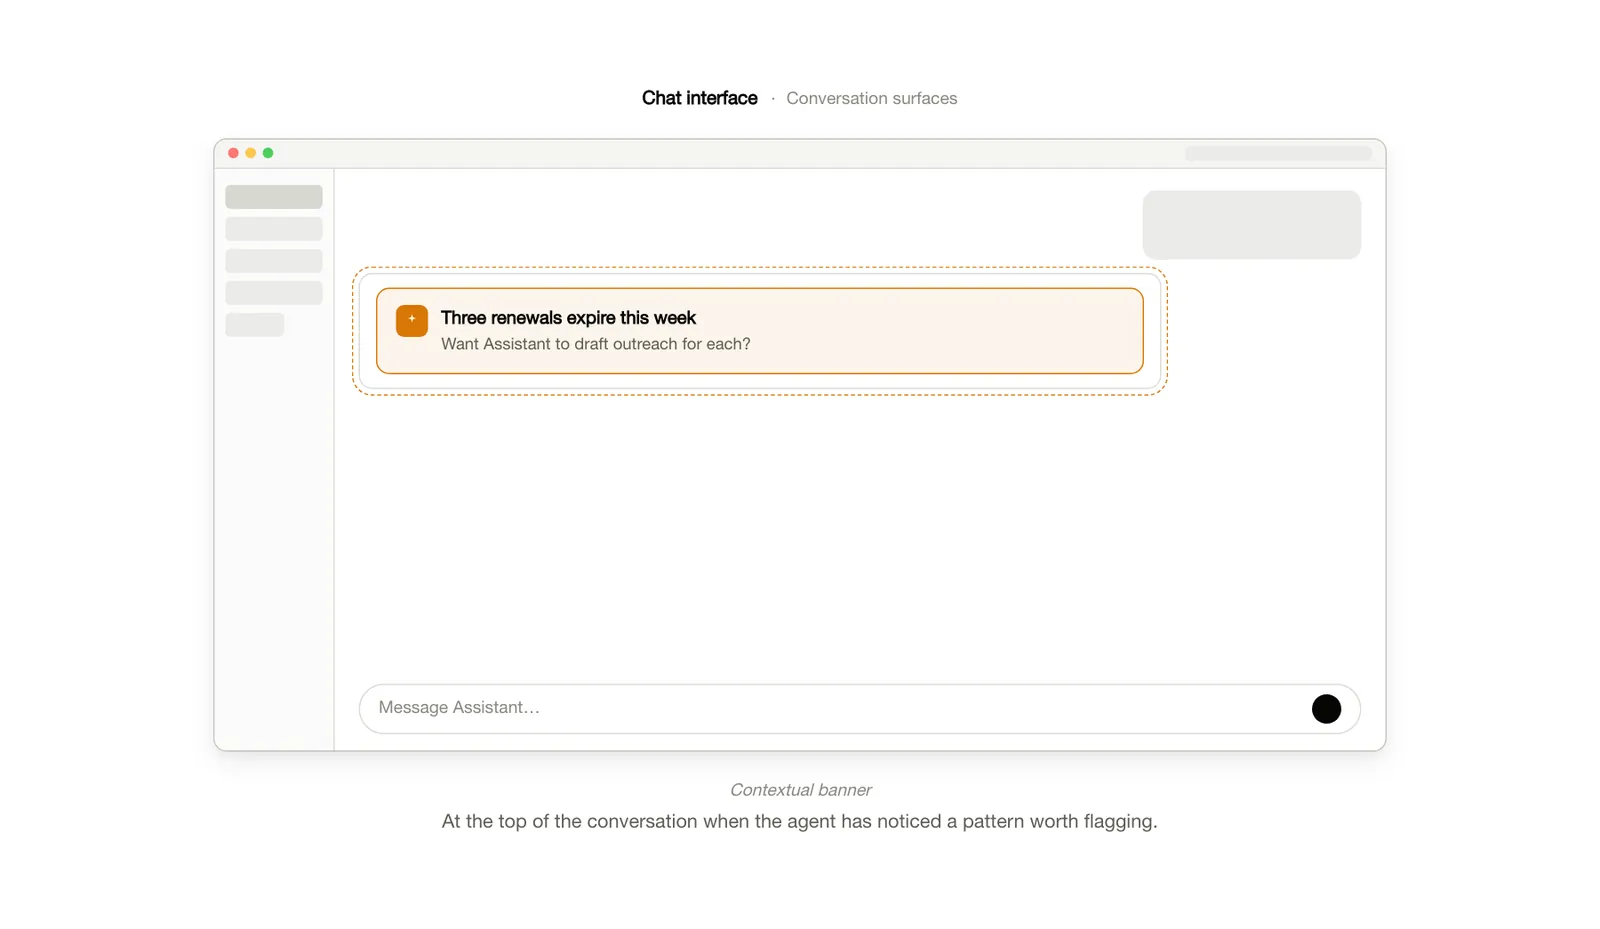 Chat interface · Conversation surfaces
Three renewals expire this week
Want Assistant to draft outreach for each?
Message Assistant…
Contextual banner
At the top of the conversation when the agent has noticed a pattern worth flagging.